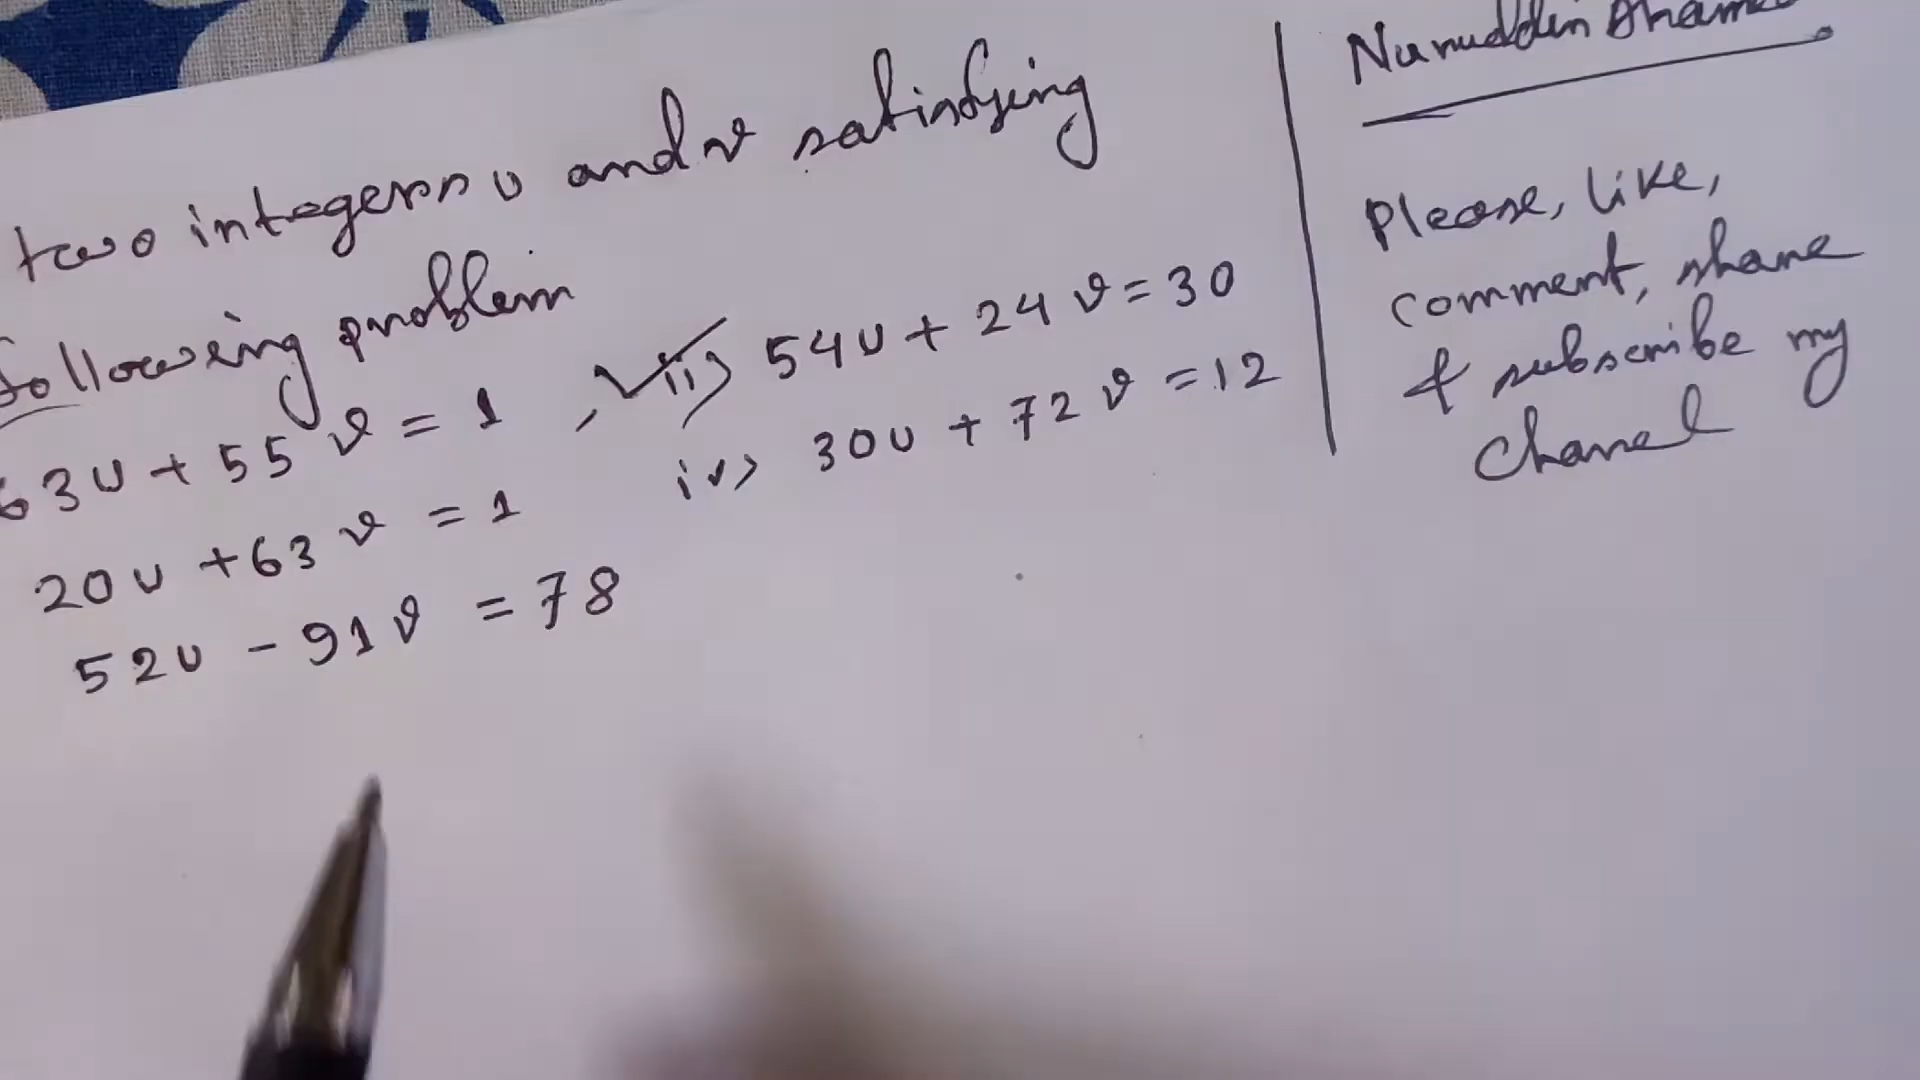 two integers u and v satisfying
following problem
63u + 55v = 1 , ii) 54u + 24v = 30
20u + 63v = 1 iv) 30u + 72v = 12
52u - 91v = 78
Please, like,
comment, share
& subscribe my
chanel